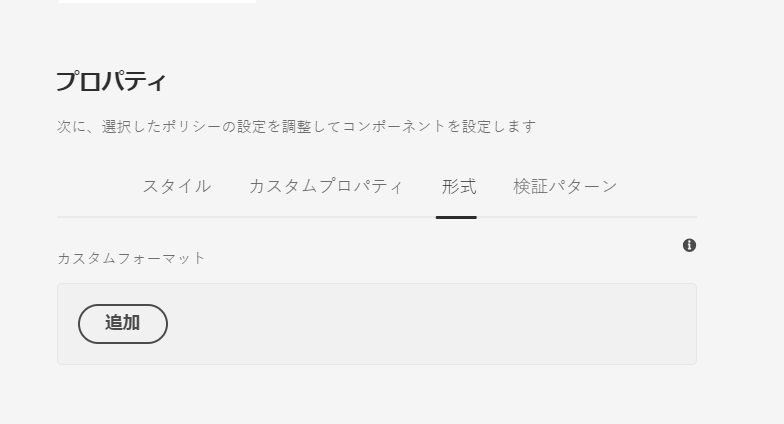 プロパティ
次に、選択したポリシーの設定を調整してコンポーネントを設定します
スタイル カスタムプロパティ 形式 検証パターン
カスタムフォーマット
追加